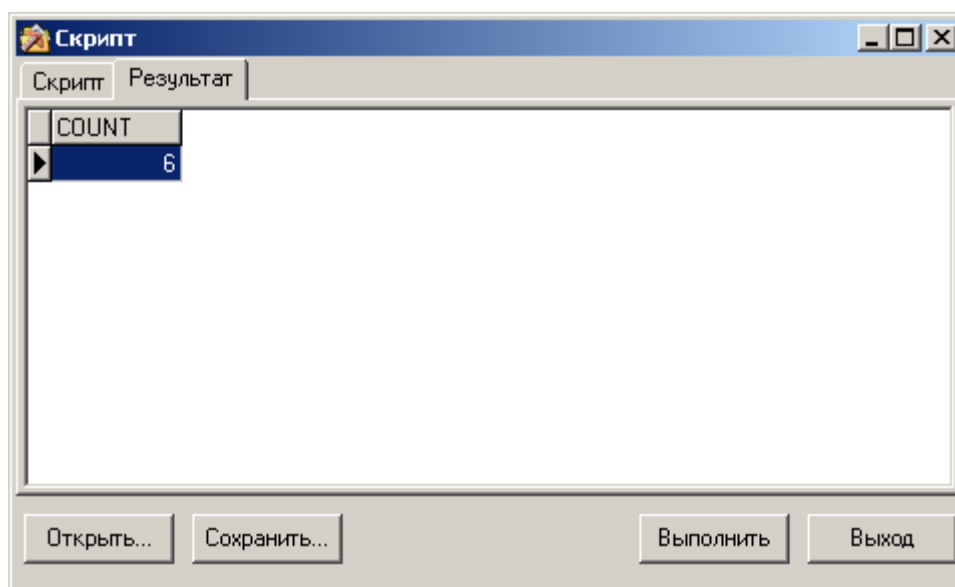 Скрипт
Скрипт Результат
COUNT
6
Открыть... Сохранить... Выполнить Выход